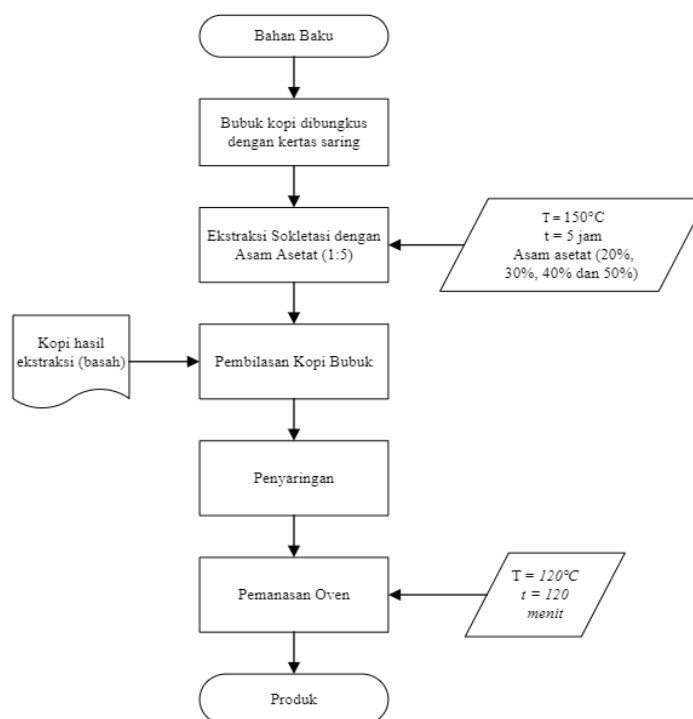 Bahan Baku
Bubuk kopi dibungkus
dengan kertas saring
Ekstraksi Sokletasi dengan
Asam Asetat (1:5)
T = 150°C
t = 5 jam
Asam asetat (20%,
30%, 40% dan 50%)
Kopi hasil
ekstraksi (basah)
Pembilasan Kopi Bubuk
Penyaringan
Pemanasan Oven
T = 120°C
t = 120
menit
Produk